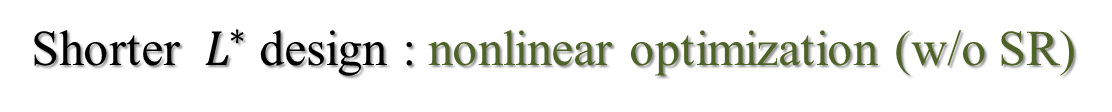 Shorter L* design : nonlinear optimization (w/o SR)